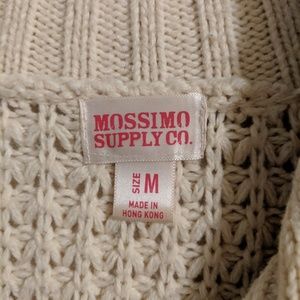 MOSSIMO
SUPPLY CO.
SIZE M
MADE IN
HONG KONG